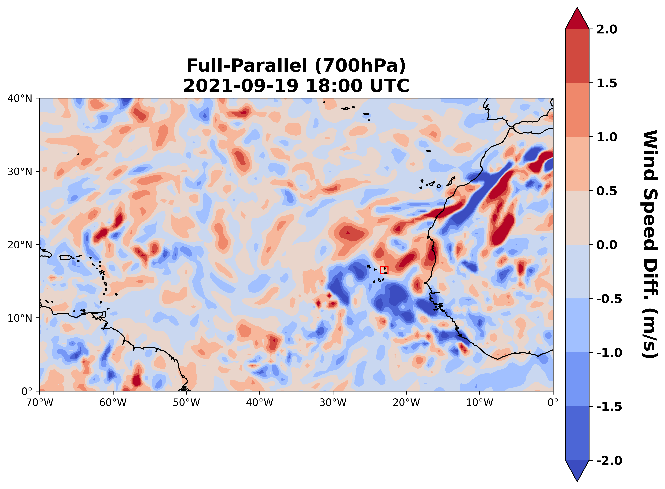 Full-Parallel (700hPa)
2021-09-19 18:00 UTC
40°N
30°N
20°N
10°N
0°
70°W 60°W 50°W 40°W 30°W 20°W 10°W 0°
2.0
1.5
1.0
0.5
0.0
-0.5
-1.0
-1.5
-2.0
Wind Speed Diff. (m/s)